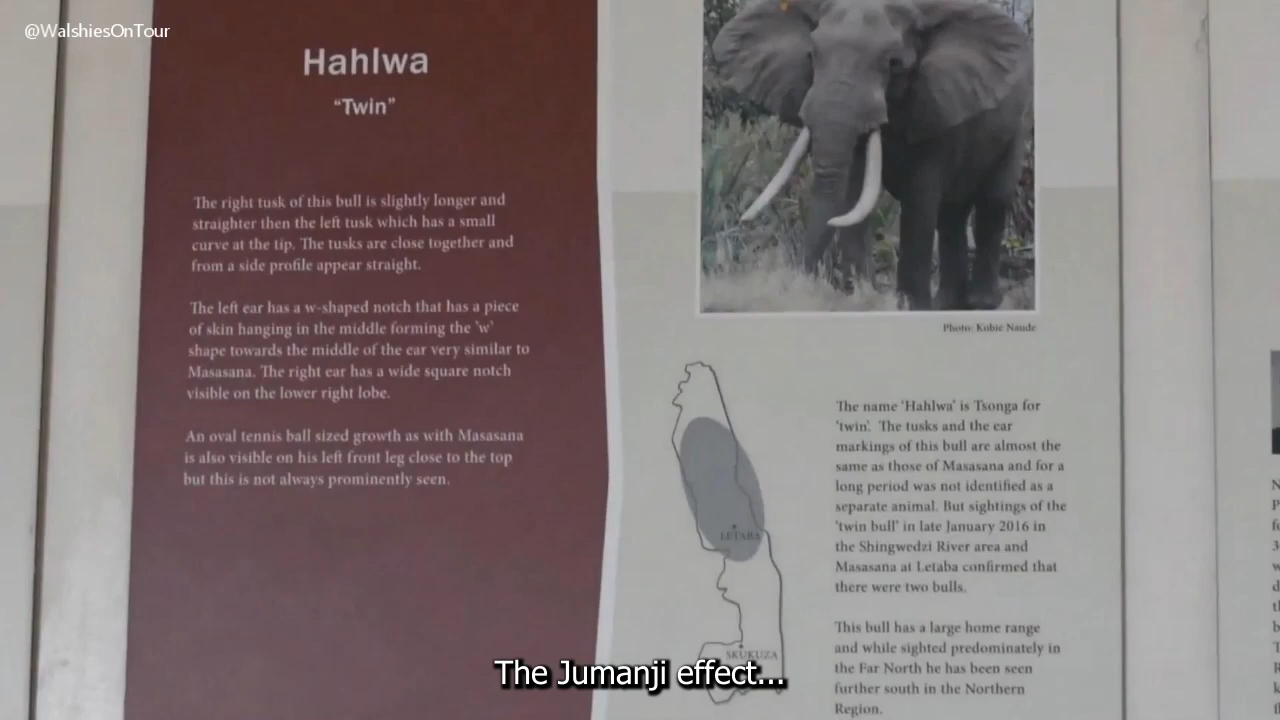 @WalshiesOnTour
Hahlwa
“Twin”
The right tusk of this bull is slightly longer and
straighter then the left tusk which has a small
curve at the tip. The tusks are close together and
from a side profile appear straight.
The left ear has a w-shaped notch that has a piece
of skin hanging in the middle forming the 'w'
shape towards the middle of the ear very similar to
Masasana. The right ear has a wide square notch
visible on the lower right lobe.
An oval tennis ball sized growth as with Masasana
is also visible on his left front leg close to the top
but this is not always prominently seen.
Photo: Kobie Naude
LETABA
SKUKUZA
The name ‘Hahlwa’ is Tsonga for
‘twin’. The tusks and the ear
markings of this bull are almost the
same as those of Masasana and for a
long period was not identified as a
separate animal. But sightings of the
‘twin bull’ in late January 2016 in
the Shingwedzi River area and
Masasana at Letaba confirmed that
there were two bulls.
This bull has a large home range
and while sighted predominately in
the Far North he has been seen
further south in the Northern
Region.
The Jumanji effect...